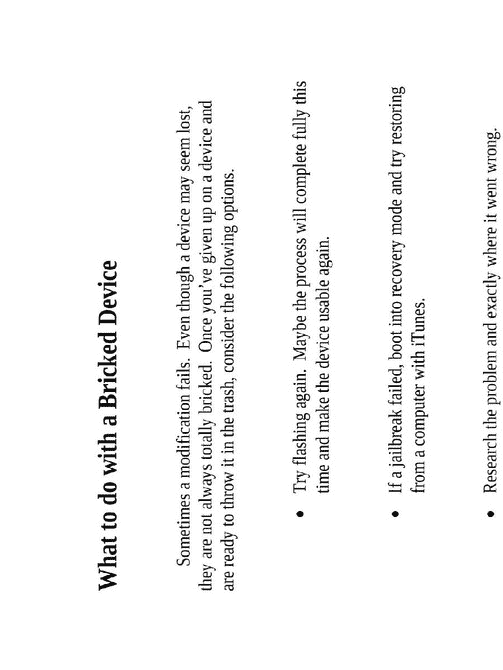 What to do with a Bricked Device
Sometimes a modification fails.  Even though a device may seem lost,
they are not always totally bricked.  Once you've given up on a device and
are ready to throw it in the trash, consider the following options.
• Try flashing again.  Maybe the process will complete fully this
time and make the device usable again.
• If a jailbreak failed, boot into recovery mode and try restoring
from a computer with iTunes.
• Research the problem and exactly where it went wrong.